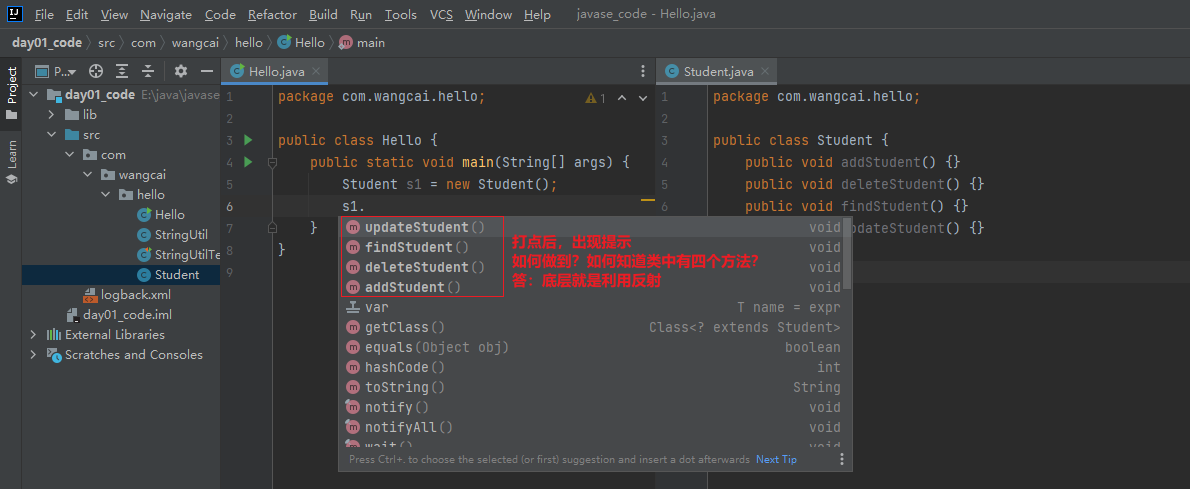 File Edit View Navigate Code Refactor Build Run Tools VCS Window Help javase_code - Hello.java
day01_code src com wangcai hello Hello main
Project
Learn
P...
day01_code E:\java\javase
lib
src
com
wangcai
hello
Hello
StringUtil
StringUtilTe
Student
logback.xml
day01_code.iml
External Libraries
Scratches and Consoles
Hello.java
1 package com.wangcai.hello; 1
2
3 public class Hello {
4 public static void main(String[] args) {
5 Student s1 = new Student();
6 s1.
7 }
8 }
9
updateStudent() void
findStudent() void
deleteStudent() void
addStudent() void
var T name = expr
getClass() Class<? extends Student>
equals(Object obj) boolean
hashCode() int
toString() String
notify() void
notifyAll() void
wait() void
Press Ctrl+. to choose the selected (or first) suggestion and insert a dot afterwards Next Tip
打点后，出现提示
如何做到？如何知道类中有四个方法？
答：底层就是利用反射
Student.java
1 package com.wangcai.hello;
2
3 public class Student {
4 public void addStudent() {}
5 public void deleteStudent() {}
6 public void findStudent() {}
pdateStudent() {}